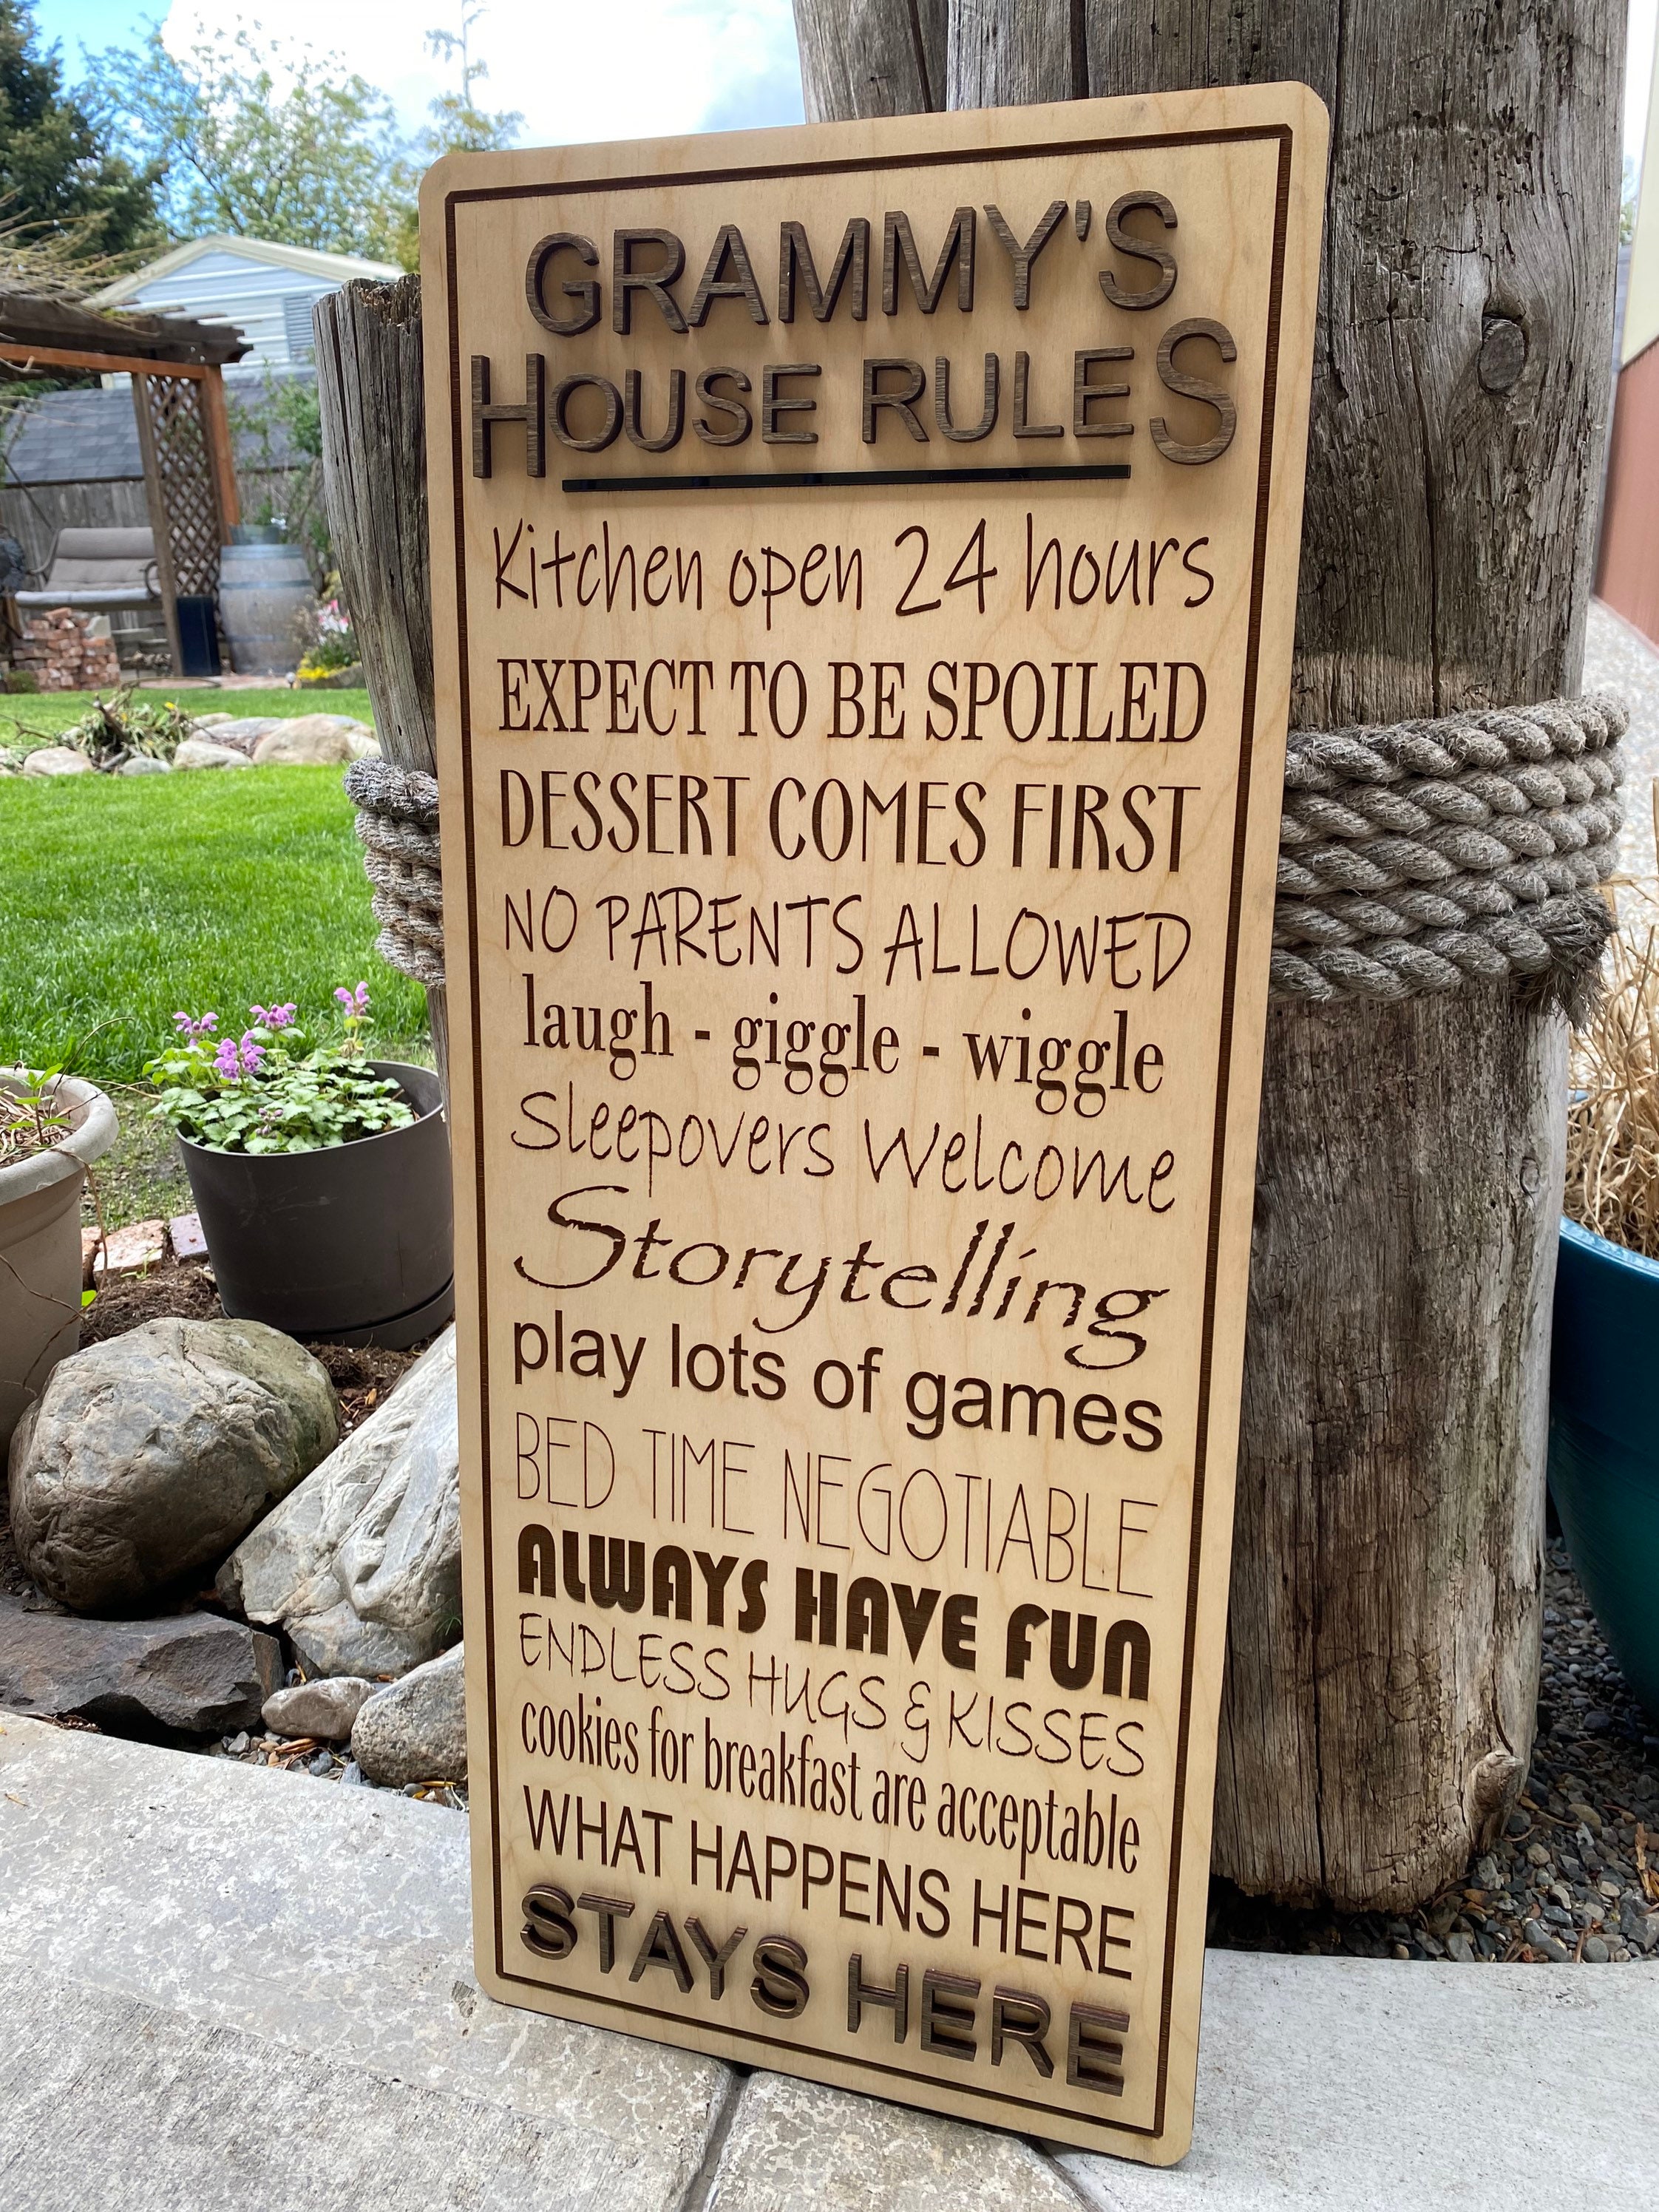 GRAMMY'S
HOUSE RULES
Kitchen open 24 hours
EXPECT TO BE SPOILED
DESSERT COMES FIRST
NO PARENTS ALLOWED
laugh - giggle - wiggle
Sleepovers Welcome
Storytelling
play lots of games
BED TIME NEGOTIABLE
ALWAYS HAVE FUN
ENDLESS HUGS & KISSES
cookies for breakfast are acceptable
WHAT HAPPENS HERE
STAYS HERE